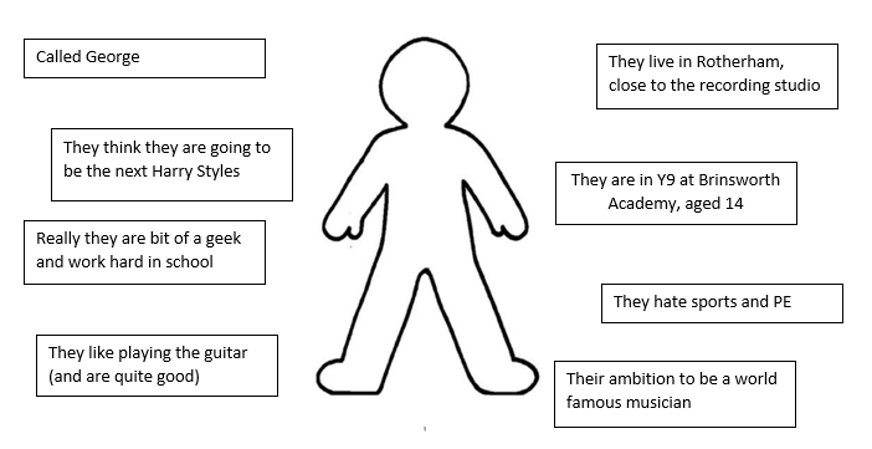 Called George
They think they are going to
be the next Harry Styles
Really they are bit of a geek
and work hard in school
They like playing the guitar
(and are quite good)
They live in Rotherham,
close to the recording studio
They are in Y9 at Brinsworth
Academy, aged 14
They hate sports and PE
Their ambition to be a world
famous musician